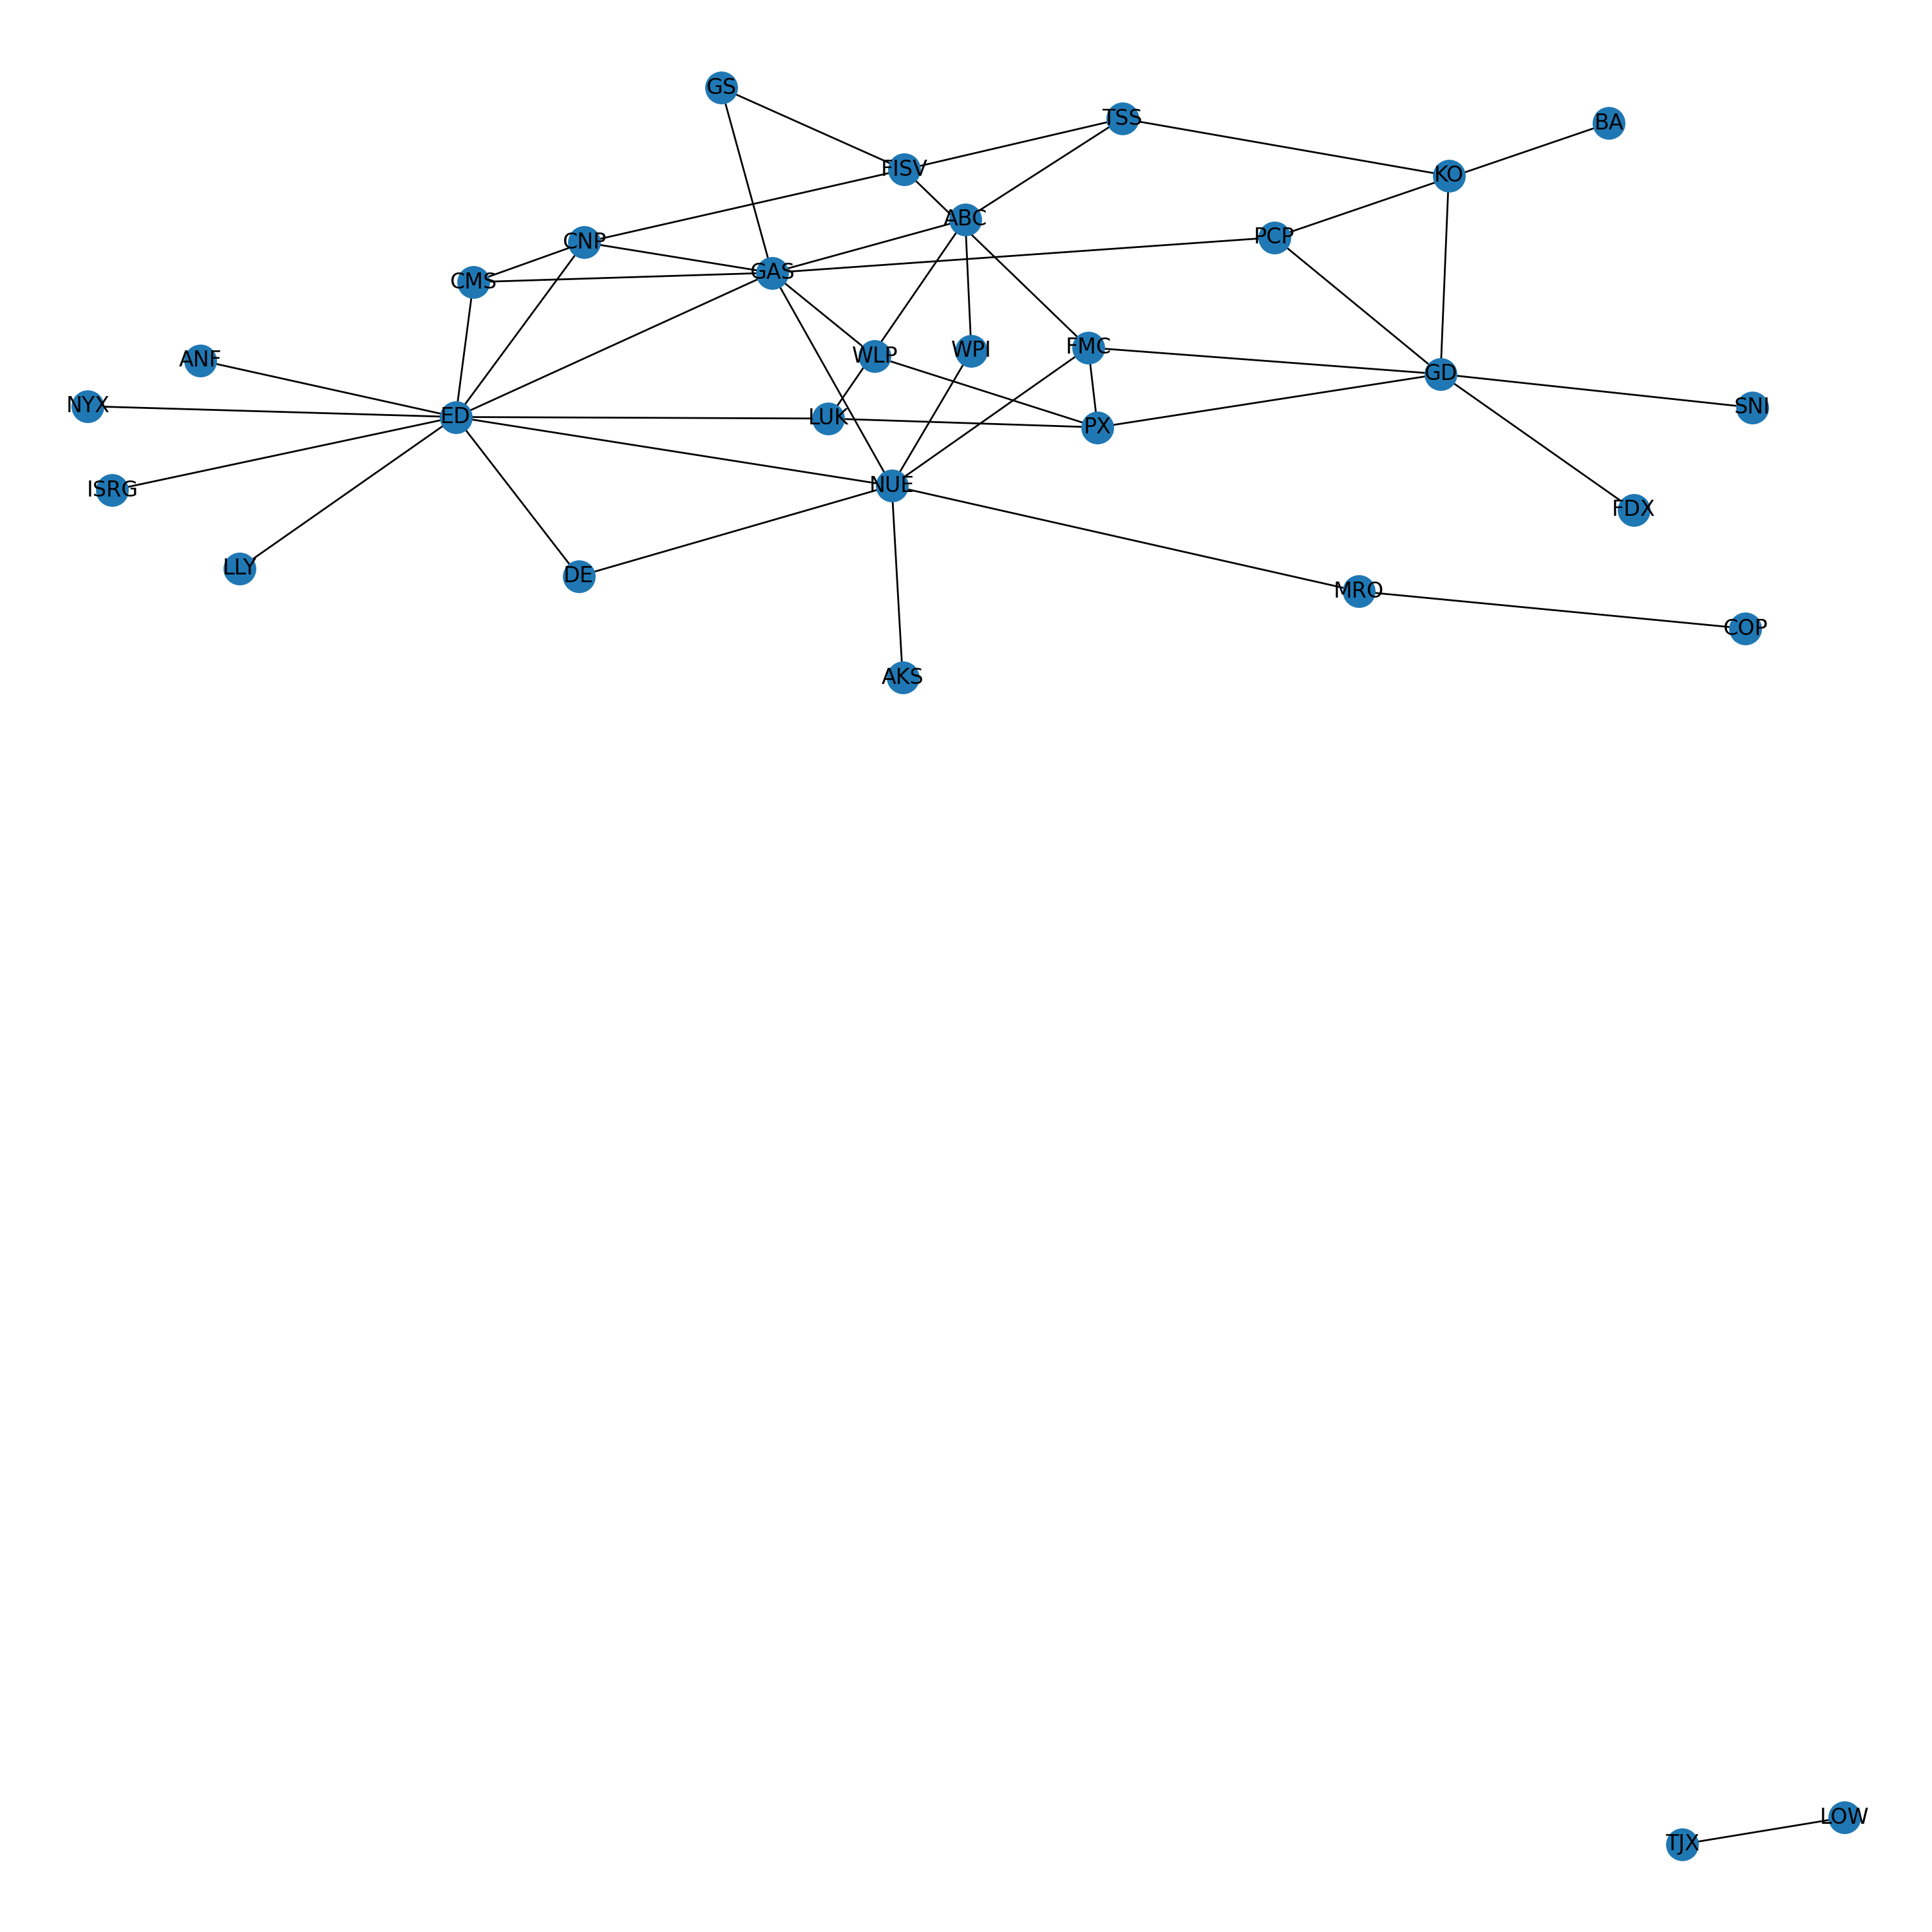 GS
TSS
BA
FISV
KO
ABC
PCP
CNP
GAS
CMS
WPI
FMC
WLP
ANF
GD
NYX
SNI
ED
LUK
PX
NUE
ISRG
FDX
LLY
DE
MRO
COP
AKS
LOW
TJX